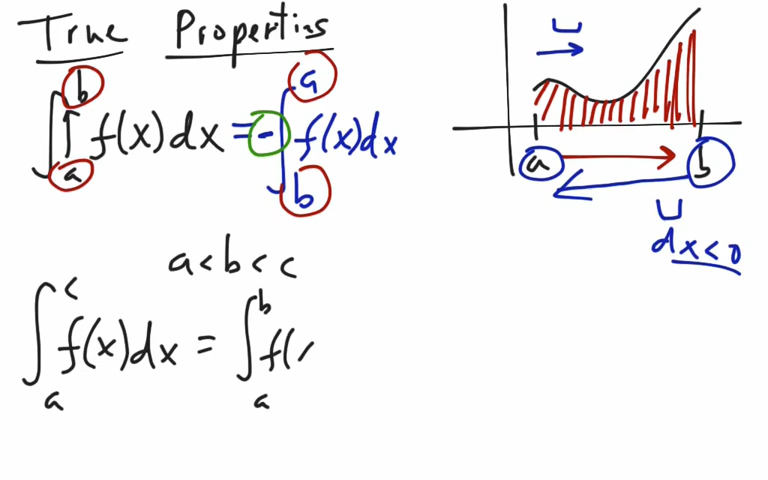 True Properties
∫_a^b f(x)dx = - ∫_b^a f(x)dx
a b
dx<0
a<b<c
∫_a^c f(x)dx = ∫_a^b f(